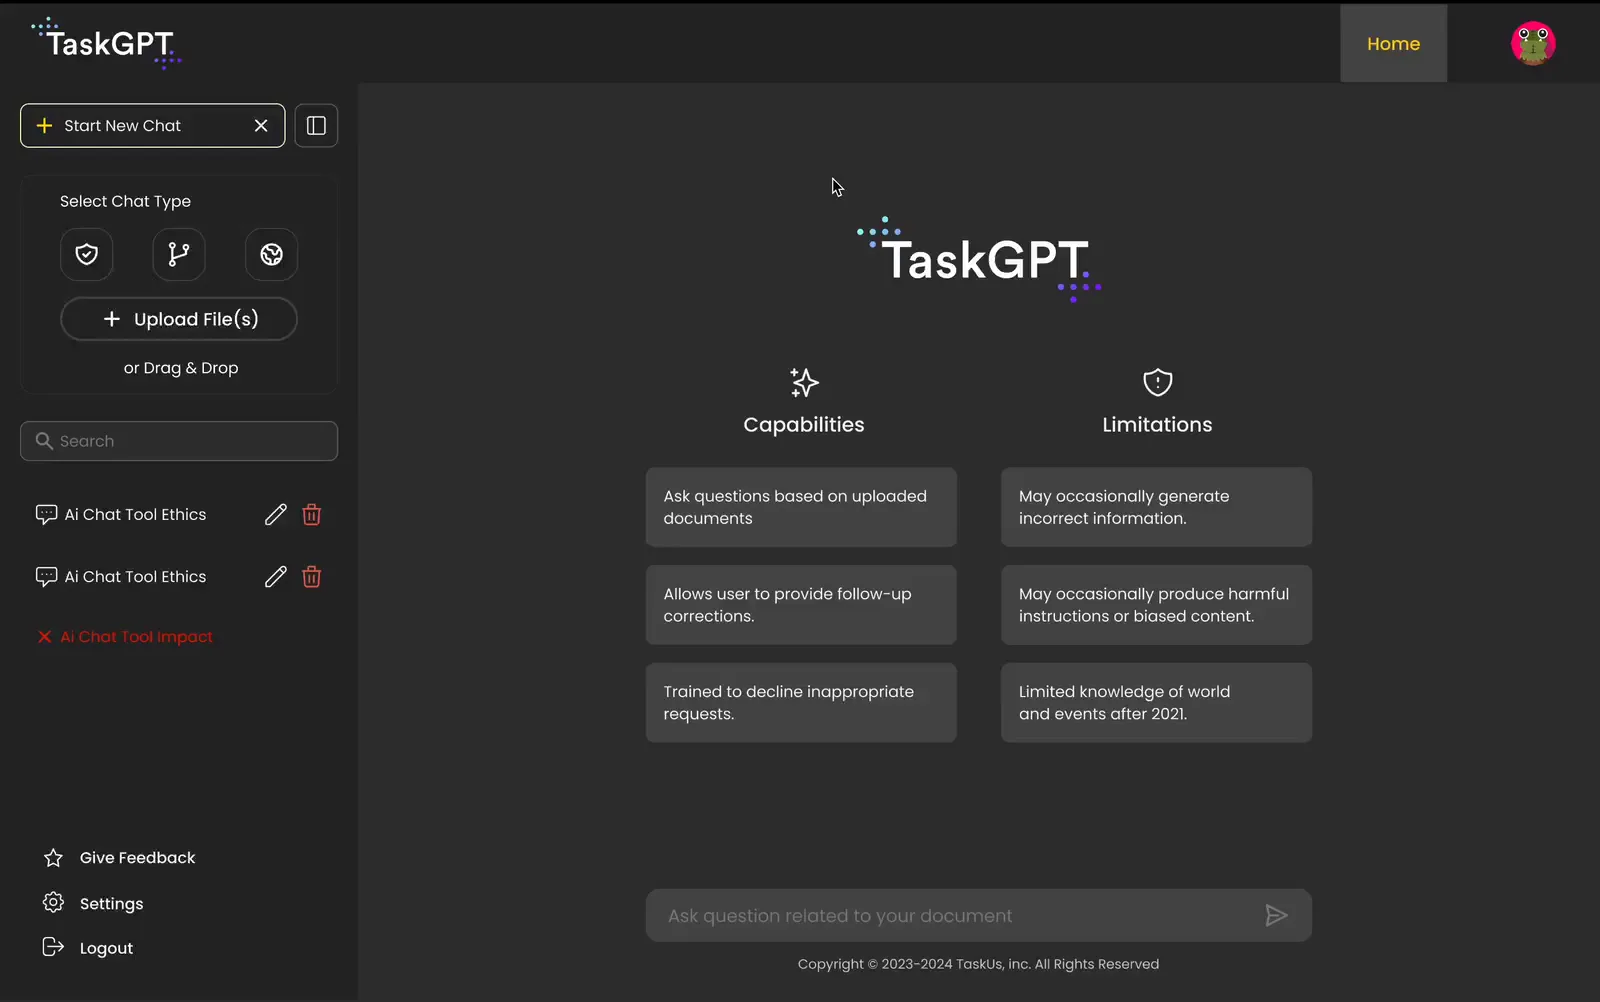 TaskGPT
Home
Start New Chat
Select Chat Type
Upload File(s)
or Drag & Drop
Search
Ai Chat Tool Ethics
Ai Chat Tool Ethics
Ai Chat Tool Impact
Give Feedback
Settings
Logout
TaskGPT
Capabilities
Ask questions based on uploaded
documents
Allows user to provide follow-up
corrections.
Trained to decline inappropriate
requests.
Limitations
May occasionally generate
incorrect information.
May occasionally produce harmful
instructions or biased content.
Limited knowledge of world
and events after 2021.
Ask question related to your document
Copyright © 2023-2024 TaskUs, inc. All Rights Reserved